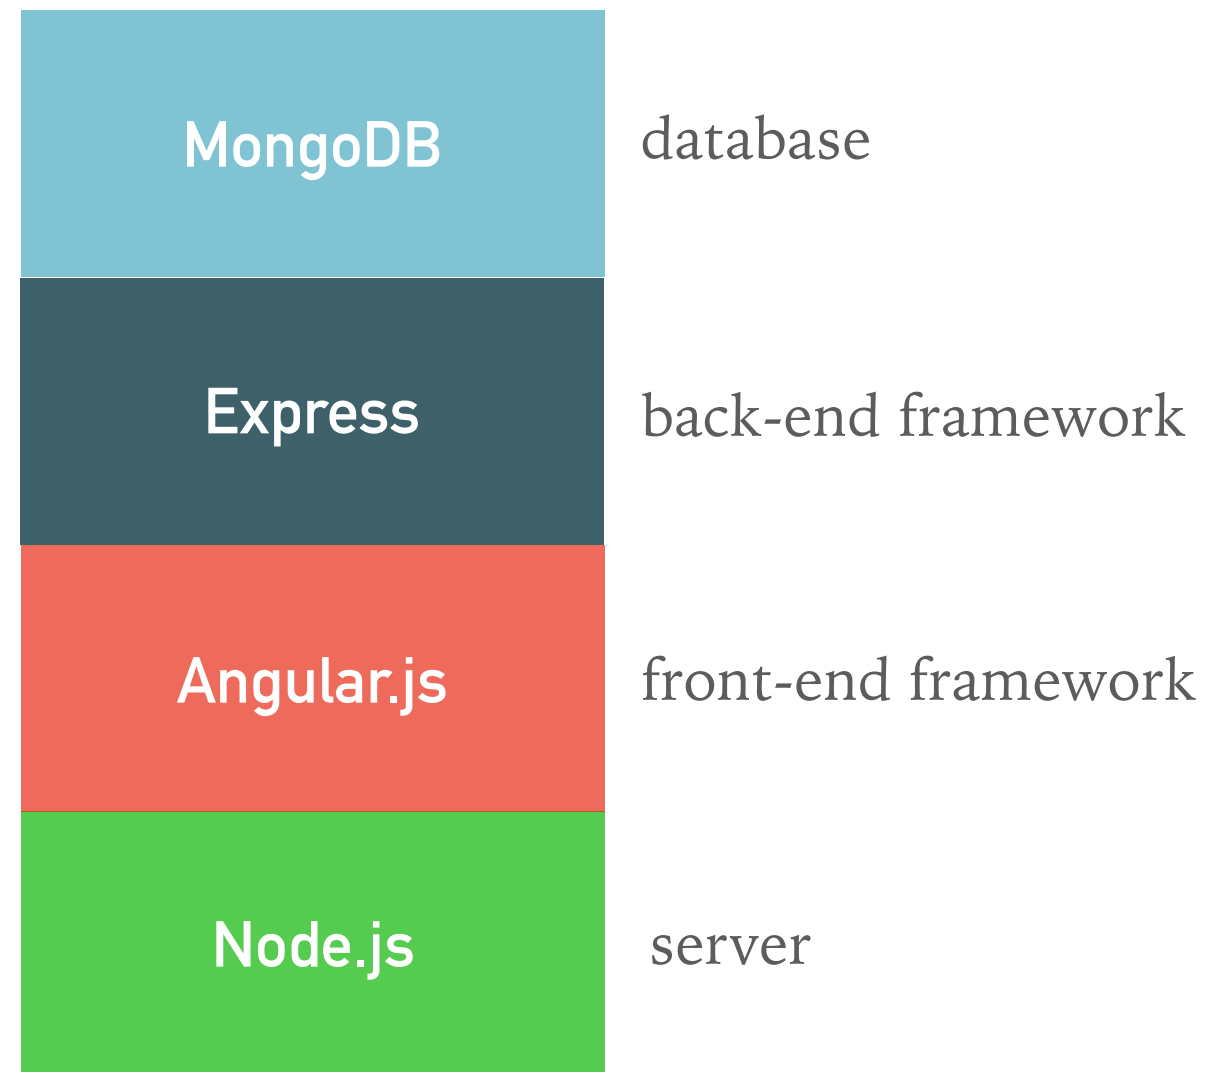 MongoDB database
Express back-end framework
Angular.js front-end framework
Node.js server